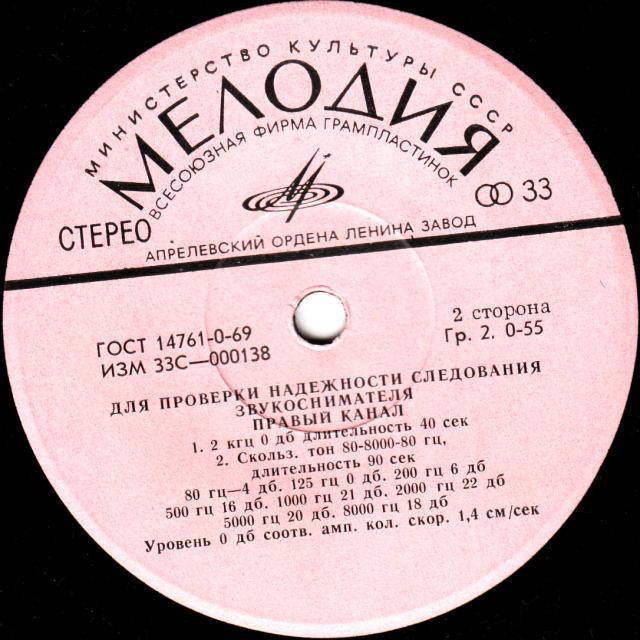 МИНИСТЕРСТВО КУЛЬТУРЫ СССР
МЕЛОДИЯ
ВСЕСОЮЗНАЯ ФИРМА ГРАМПЛАСТИНОК
СТЕРЕО
33
АПРЕЛЕВСКИЙ ОРДЕНА ЛЕНИНА ЗАВОД
ГОСТ 14761-0-69
ИЗМ 33С—000138
2 сторона
Гр. 2. 0-55
ДЛЯ ПРОВЕРКИ НАДЕЖНОСТИ СЛЕДОВАНИЯ
ЗВУКОСНИМАТЕЛЯ
ПРАВЫЙ КАНАЛ
1. 2 кгц 0 дб длительность 40 сек
2. Скольз. тон 80-8000-80 гц,
длительность 90 сек
80 гц—4 дб. 125 гц 0 дб. 200 гц 6 дб
500 гц 16 дб. 1000 гц 21 дб. 2000 гц 22 дб
5000 гц 20 дб. 8000 гц 18 дб
Уровень 0 дб соотв. амп. кол. скор. 1,4 см/сек